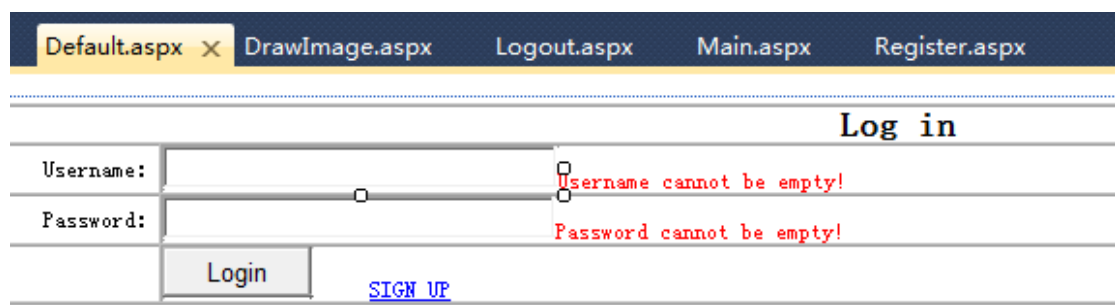 Default.aspx × DrawImage.aspx Logout.aspx Main.aspx Register.aspx
Log in
Username: Username cannot be empty!
Password: Password cannot be empty!
Login SIGN UP